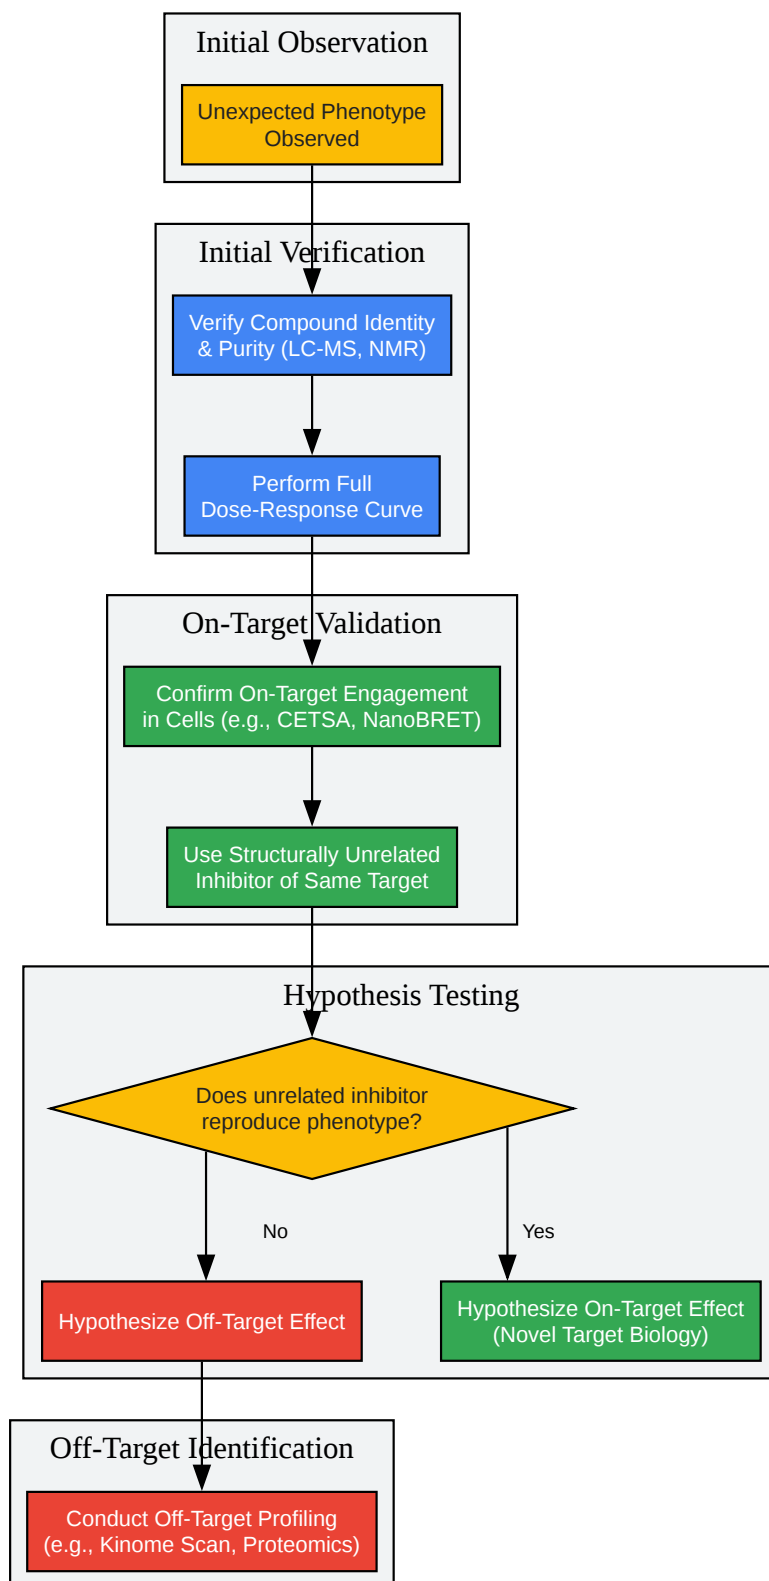 Initial Observation
Unexpected Phenotype
Observed
Initial Verification
Verify Compound Identity
& Purity (LC-MS, NMR)
Perform Full
Dose-Response Curve
On-Target Validation
Confirm On-Target Engagement
in Cells (e.g., CETSA, NanoBRET)
Use Structurally Unrelated
Inhibitor of Same Target
Hypothesis Testing
Does unrelated inhibitor
reproduce phenotype?
No
Yes
Hypothesize Off-Target Effect
Hypothesize On-Target Effect
(Novel Target Biology)
Off-Target Identification
Conduct Off-Target Profiling
(e.g., Kinome Scan, Proteomics)